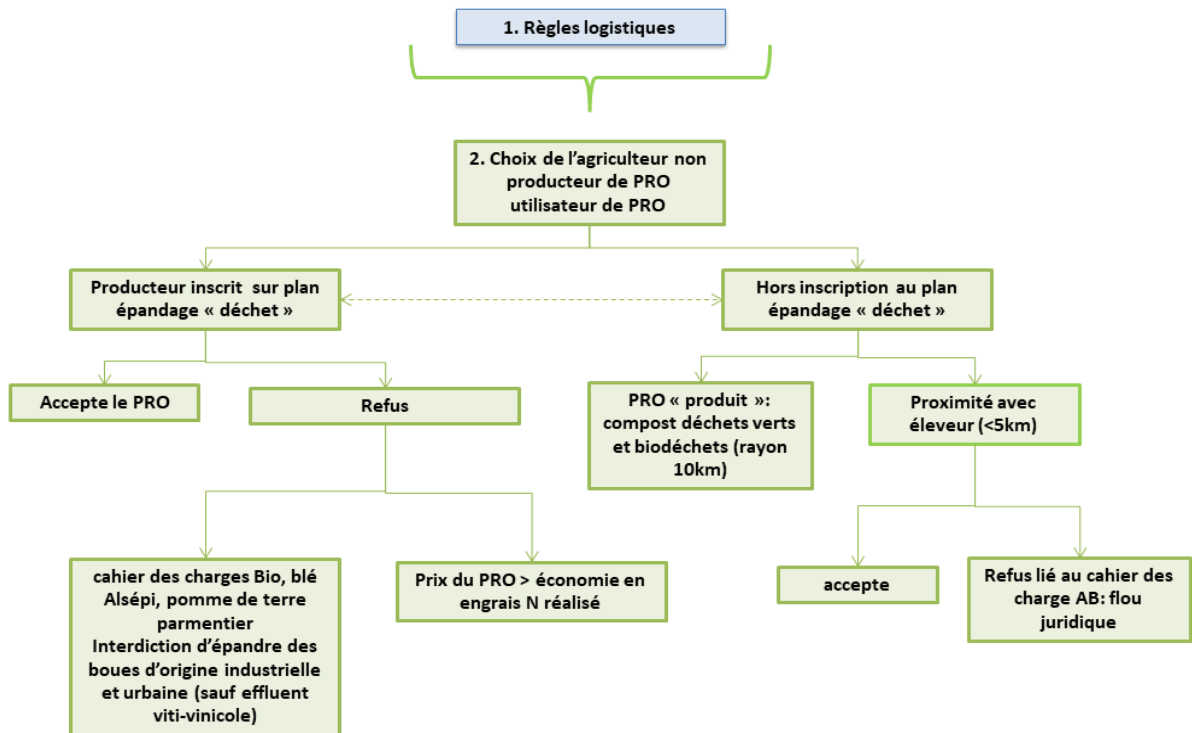 1. Règles logistiques
2. Choix de l'agriculteur non
producteur de PRO
utilisateur de PRO
Producteur inscrit sur plan
épandage « déchet »
Hors inscription au plan
épandage « déchet »
Accepte le PRO
Refus
PRO « produit »:
compost déchets verts
et biodéchets (rayon
10km)
Proximité avec
éleveur (<5km)
cahier des charges Bio, blé
Alsépi, pomme de terre
parmentier
Interdiction d'épandre des
boues d'origine industrielle
et urbaine (sauf effluent
viti-vinicole)
Prix du PRO > économie en
engrais N réalisé
accepte
Refus lié au cahier des
charge AB: flou
juridique